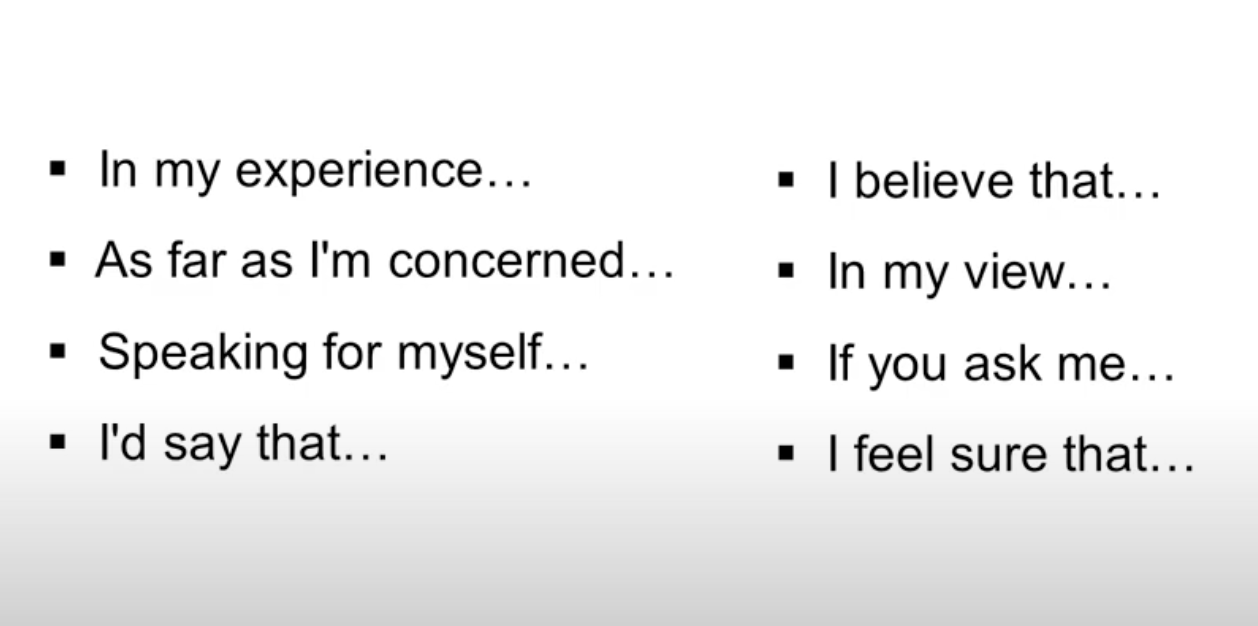 ▪ In my experience…
▪ As far as I'm concerned…
▪ Speaking for myself…
▪ I'd say that…
▪ I believe that…
▪ In my view…
▪ If you ask me…
▪ I feel sure that…